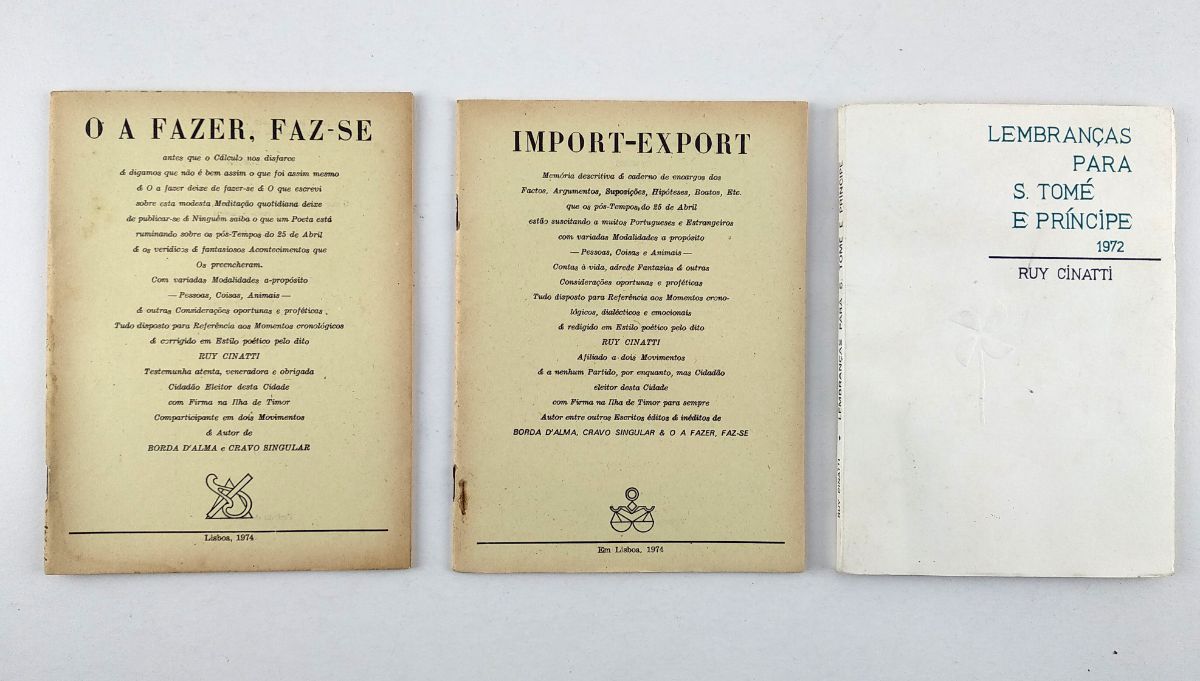 O A FAZER, FAZ-SE
antes que o Cálculo nos disfarce
& digamos que não é bem assim o que foi assim mesmo
& O a fazer deixe de fazer-se & O que escrevi
sobre esta modesta Meditação quotidiana deixe
de publicar-se & Ninguém saiba o que um Poeta está
ruminando sobre os pós-Tempos do 25 de Abril
& os verídicos & fantasiosos Acontecimentos que
Os preencheram.
Com variadas Modalidades a-propósito
— Pessoas, Coisas, Animais —
& outras Considerações oportunas e proféticas.
Tudo disposto para Referência aos Momentos cronológicos
& corrigido em Estilo poético pelo dito
RUY CINATTI
Testemunha atenta, veneradora e obrigada
Cidadão Eleitor desta Cidade
com Firma na Ilha de Timor
Comparticipante em dois Movimentos
& Autor de
BORDA D'ALMA e CRAVO SINGULAR
Lisboa, 1974
IMPORT-EXPORT
Memória descritiva & caderno de encargos dos
Factos, Argumentos, Suposições, Hipóteses, Boatos, Etc.
que os pós-Tempos do 25 de Abril
estão suscitando a muitos Portugueses e Estrangeiros
com variadas Modalidades a propósito
— Pessoas, Coisas e Animais —
Contas à vida, adrede Fantasias & outras
Considerações oportunas e proféticas
Tudo disposto para Referência aos Momentos crono-
lógicos, dialécticos e emocionais
& redigido em Estilo poético pelo dito
RUY CINATTI
Afiliado a dois Movimentos
& a nenhum Partido, por enquanto, mas Cidadão
eleitor desta Cidade
com Firma na Ilha de Timor para sempre
Autor entre outros Escritos éditos & inéditos de
BORDA D'ALMA, CRAVO SINGULAR & O A FAZER, FAZ-SE
Em Lisboa, 1974
LEMBRANÇAS
PARA
S. TOMÉ
E PRÍNCIPE
1972
RUY CINATTI
RUY CINATTI • LEMBRANÇAS PARA S. TOMÉ E PRÍNCIPE